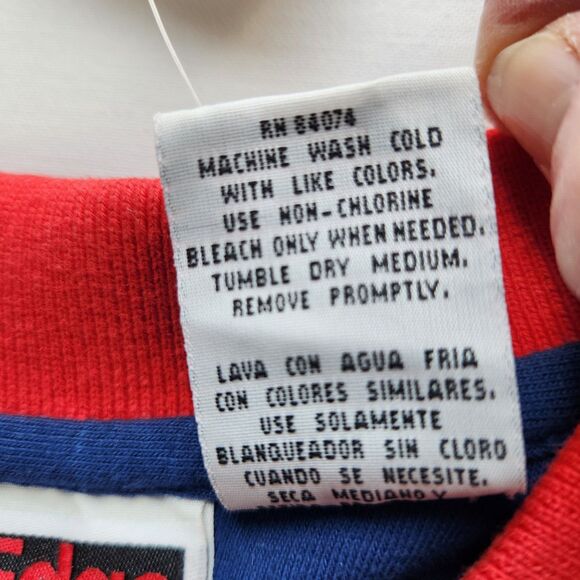 RN 84074
MACHINE WASH COLD
WITH LIKE COLORS.
USE NON-CHLORINE
BLEACH ONLY WHEN NEEDED.
TUMBLE DRY MEDIUM.
REMOVE PROMPTLY.
LAVA CON AGUA FRIA
CON COLORES SIMILARES.
USE SOLAMENTE
BLANQUEADOR SIN CLORO
CUANDO SE NECESITE.
SECA MEDIANO Y
Edge